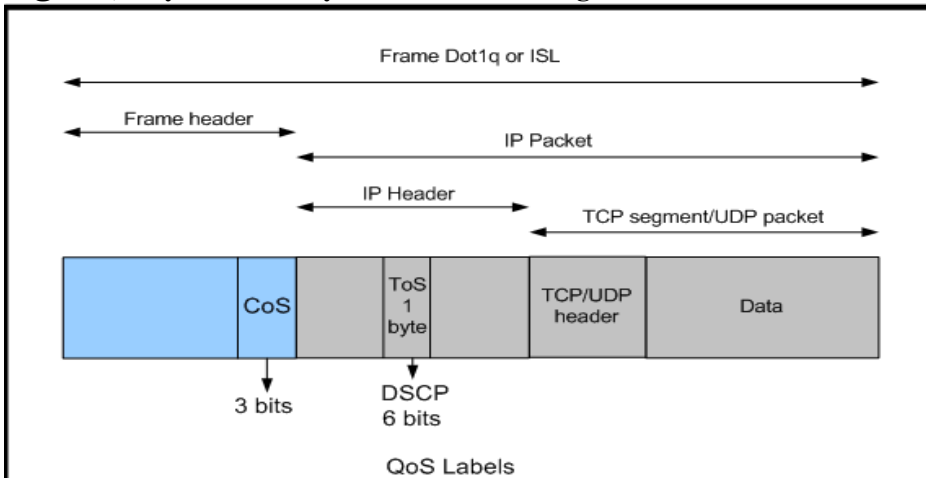 Frame Dot1q or ISL
Frame header
IP Packet
IP Header
TCP segment/UDP packet
CoS
ToS
1
byte
TCP/UDP
header
Data
3 bits
DSCP
6 bits
QoS Labels